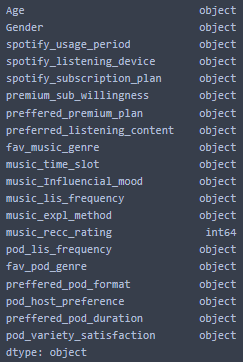 Age object
Gender object
spotify_usage_period object
spotify_listening_device object
spotify_subscription_plan object
premium_sub_willingness object
preffered_premium_plan object
preferred_listening_content object
fav_music_genre object
music_time_slot object
music_Influencial_mood object
music_lis_frequency object
music_expl_method object
music_recc_rating int64
pod_lis_frequency object
fav_pod_genre object
preffered_pod_format object
pod_host_preference object
preffered_pod_duration object
pod_variety_satisfaction object
dtype: object